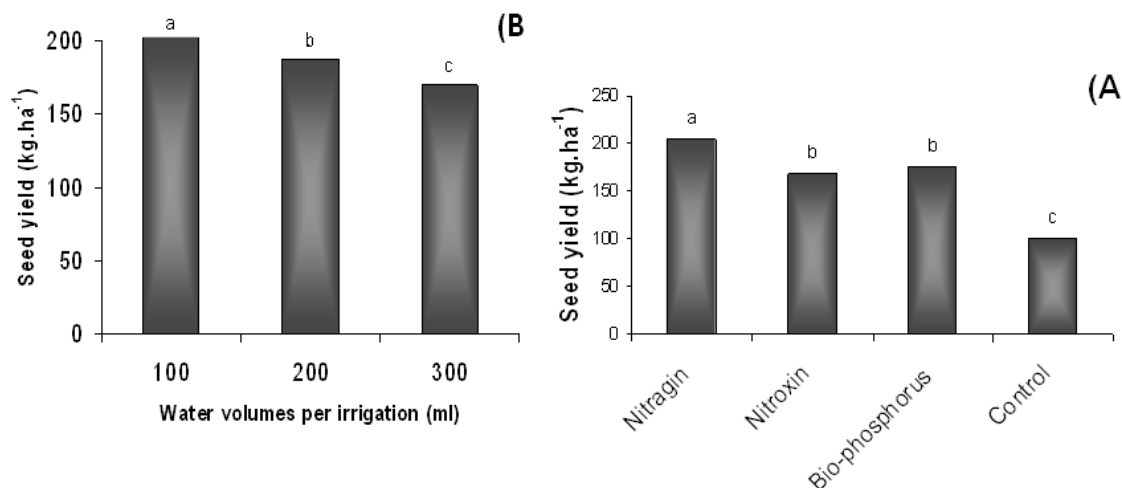 (B
a
b
c
200
150
100
50
0
Seed yield (kg.ha-1)
100 200 300
Water volumes per irrigation (ml)
(A
a
b
b
c
250
200
150
100
50
0
Seed yield (kg.ha-1)
Nitragin
Nitroxin
Bio-phosphorus
Control